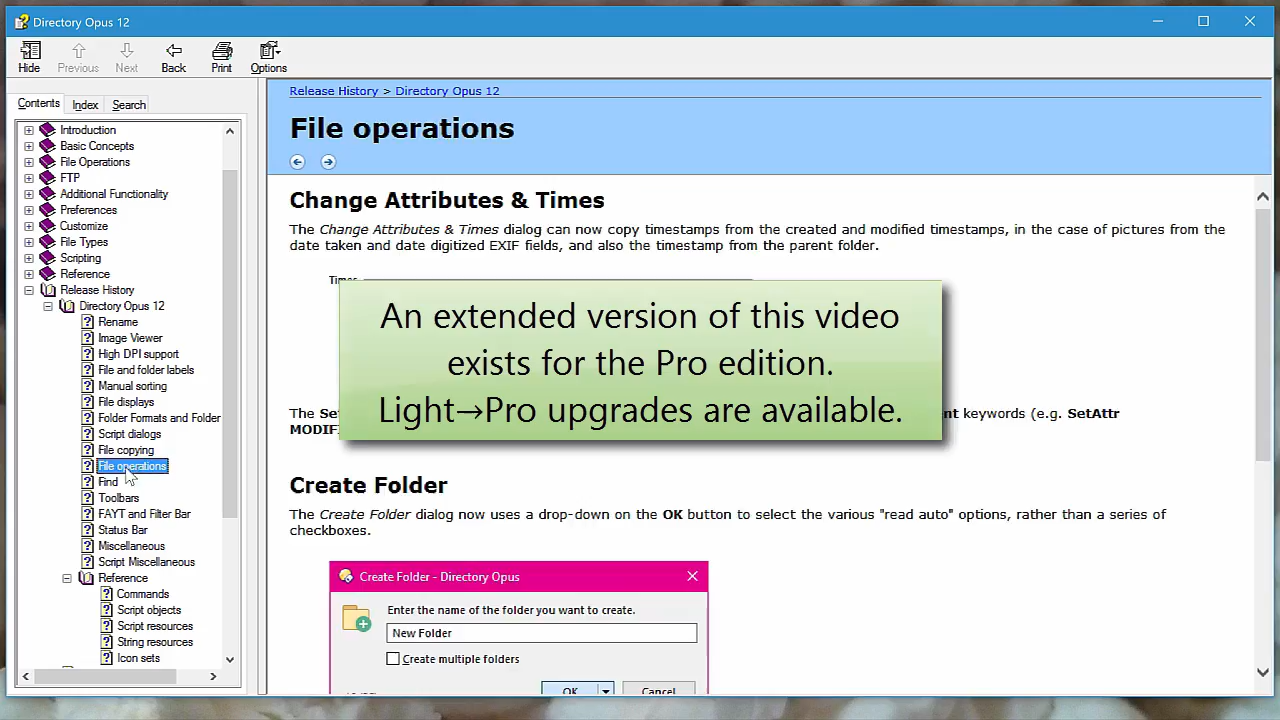 Directory Opus 12
Hide
Previous
Next
Back
Print
Options
Contents
Index
Search
Introduction
Basic Concepts
File Operations
FTP
Additional Functionality
Preferences
Customize
File Types
Scripting
Reference
Release History
Directory Opus 12
Rename
Image Viewer
High DPI support
File and folder labels
Manual sorting
File displays
Folder Formats and Folder
Script dialogs
File copying
File operations
Find
Toolbars
FAYT and Filter Bar
Status Bar
Miscellaneous
Script Miscellaneous
Reference
Commands
Script objects
Script resources
String resources
Icon sets
Release History > Directory Opus 12
File operations
Change Attributes & Times
The Change Attributes & Times dialog can now copy timestamps from the created and modified timestamps, in the case of pictures from the
date taken and date digitized EXIF fields, and also the timestamp from the parent folder.
Times
An extended version of this video
exists for the Pro edition.
Light→Pro upgrades are available.
The keywords (e.g. SetAttr
Create Folder
The Create Folder dialog now uses a drop-down on the OK button to select the various "read auto" options, rather than a series of
checkboxes.
Create Folder - Directory Opus
Enter the name of the folder you want to create.
New Folder
Create multiple folders
OK
Cancel